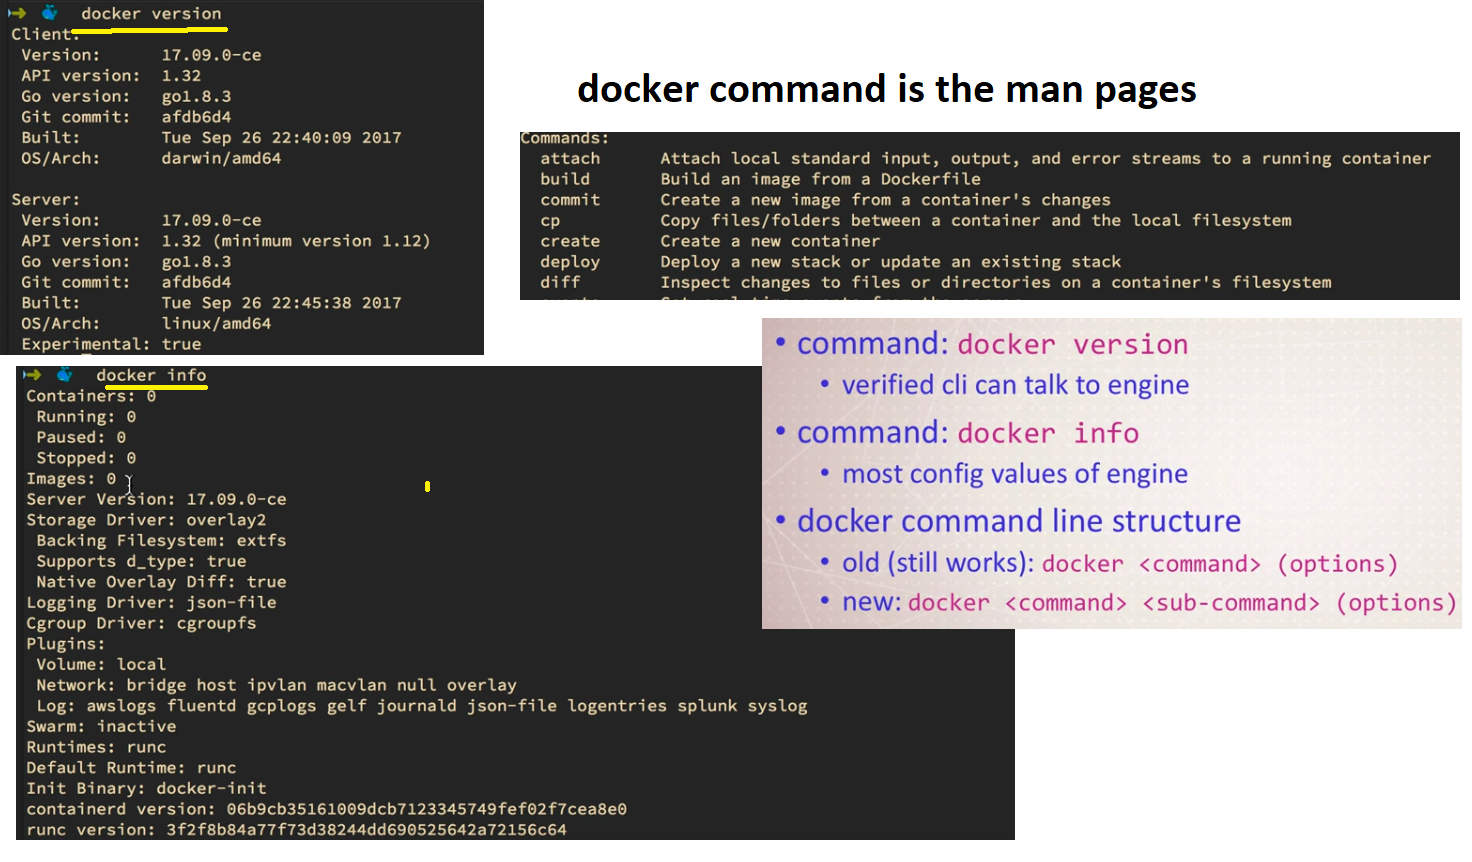 docker version
Client:
Version: 17.09.0-ce
API version: 1.32
Go version: go1.8.3
Git commit: afdb6d4
Built: Tue Sep 26 22:40:09 2017
OS/Arch: darwin/amd64
Server:
Version: 17.09.0-ce
API version: 1.32 (minimum version 1.12)
Go version: go1.8.3
Git commit: afdb6d4
Built: Tue Sep 26 22:45:38 2017
OS/Arch: linux/amd64
Experimental: true
docker command is the man pages
Commands:
attach Attach local standard input, output, and error streams to a running container
build Build an image from a Dockerfile
commit Create a new image from a container's changes
cp Copy files/folders between a container and the local filesystem
create Create a new container
deploy Deploy a new stack or update an existing stack
diff Inspect changes to files or directories on a container's filesystem
docker info
Containers: 0
Running: 0
Paused: 0
Stopped: 0
Images: 0
Server Version: 17.09.0-ce
Storage Driver: overlay2
Backing Filesystem: extfs
Supports d_type: true
Native Overlay Diff: true
Logging Driver: json-file
Cgroup Driver: cgroupfs
Plugins:
Volume: local
Network: bridge host ipvlan macvlan null overlay
Log: awslogs fluentd gcplogs gelf journald json-file logentries splunk syslog
Swarm: inactive
Runtimes: runc
Default Runtime: runc
Init Binary: docker-init
containerd version: 06b9cb35161009dcb7123345749fef02f7cea8e0
runc version: 3f2f8b84a77f73d38244dd690525642a72156c64
• command: docker version
• verified cli can talk to engine
• command: docker info
• most config values of engine
• docker command line structure
• old (still works): docker <command> (options)
• new: docker <command> <sub-command> (options)